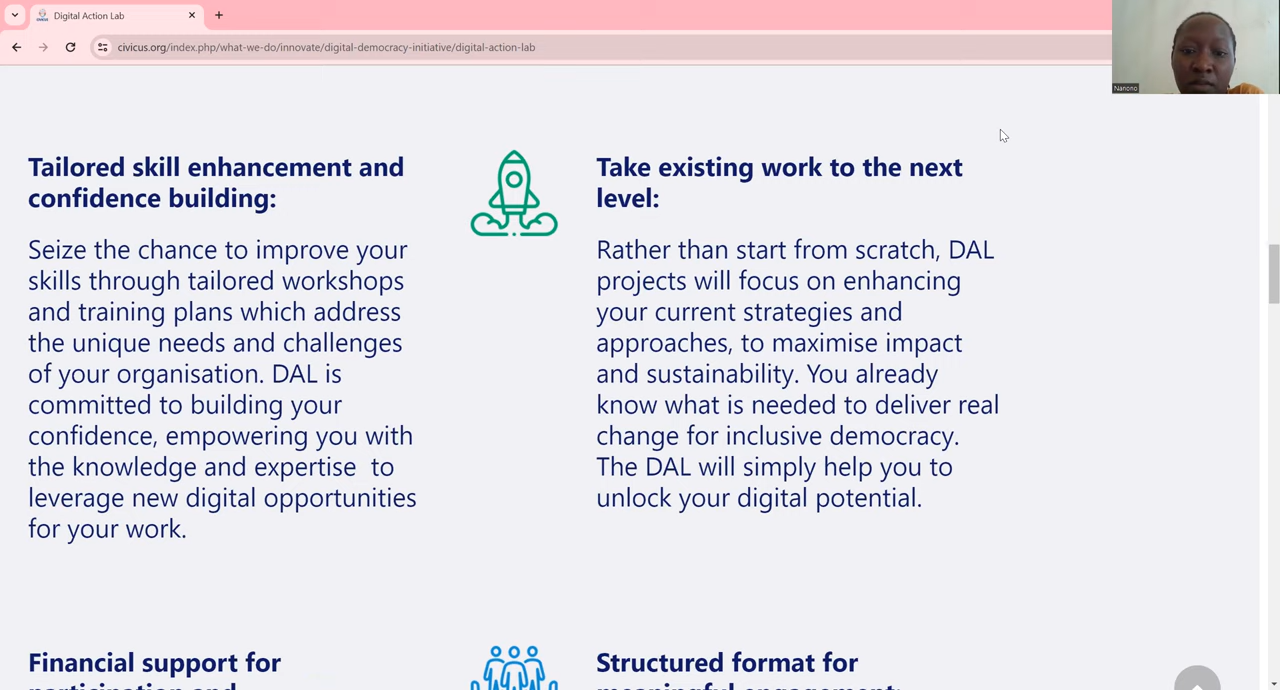 Digital Action Lab
civicus.org/index.php/what-we-do/innovate/digital-democracy-initiative/digital-action-lab
Nanono
Tailored skill enhancement and
confidence building:
Seize the chance to improve your
skills through tailored workshops
and training plans which address
the unique needs and challenges
of your organisation. DAL is
committed to building your
confidence, empowering you with
the knowledge and expertise  to
leverage new digital opportunities
for your work.
Take existing work to the next
level:
Rather than start from scratch, DAL
projects will focus on enhancing
your current strategies and
approaches, to maximise impact
and sustainability. You already
know what is needed to deliver real
change for inclusive democracy.
The DAL will simply help you to
unlock your digital potential.
Financial support for
participation and
Structured format for
meaningful engagement: